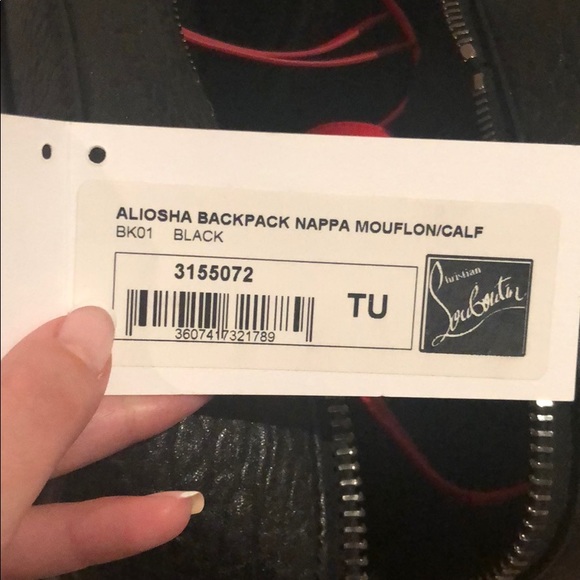 ALIOSHA BACKPACK NAPPA MOUFLON/CALF
BK01 BLACK
3155072
TU
3607417321789
Christian
Louboutin